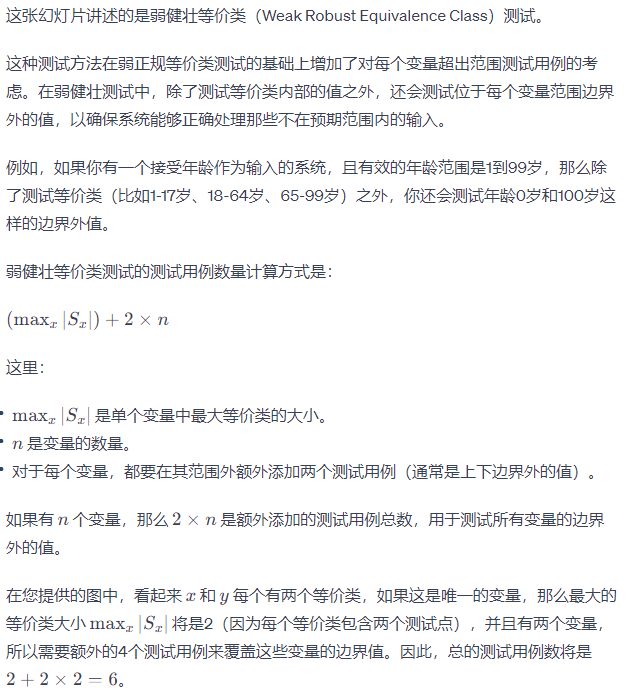 这张幻灯片讲述的是弱健壮等价类（Weak Robust Equivalence Class）测试。
这种测试方法在弱正规等价类测试的基础上增加了对每个变量超出范围测试用例的考
虑。在弱健壮测试中，除了测试等价类内部的值之外，还会测试位于每个变量范围边界
外的值，以确保系统能够正确处理那些不在预期范围内的输入。
例如，如果你有一个接受年龄作为输入的系统，且有效的年龄范围是1到99岁，那么除
了测试等价类（比如1-17岁、18-64岁、65-99岁）之外，你还会测试年龄0岁和100岁这
样的边界外值。
弱健壮等价类测试的测试用例数量计算方式是：
(max_x |S_x|) + 2 × n
这里：
• max_x |S_x| 是单个变量中最大等价类的大小。
• n 是变量的数量。
• 对于每个变量，都要在其范围外额外添加两个测试用例（通常是上下边界外的值）。
如果有 n 个变量，那么 2 × n 是额外添加的测试用例总数，用于测试所有变量的边界
外的值。
在您提供的图中，看起来 x 和 y 每个有两个等价类，如果这是唯一的变量，那么最大的
等价类大小 max_x |S_x| 将是2（因为每个等价类包含两个测试点），并且有两个变量，
所以需要额外的4个测试用例来覆盖这些变量的边界值。因此，总的测试用例数将是
2 + 2 × 2 = 6。